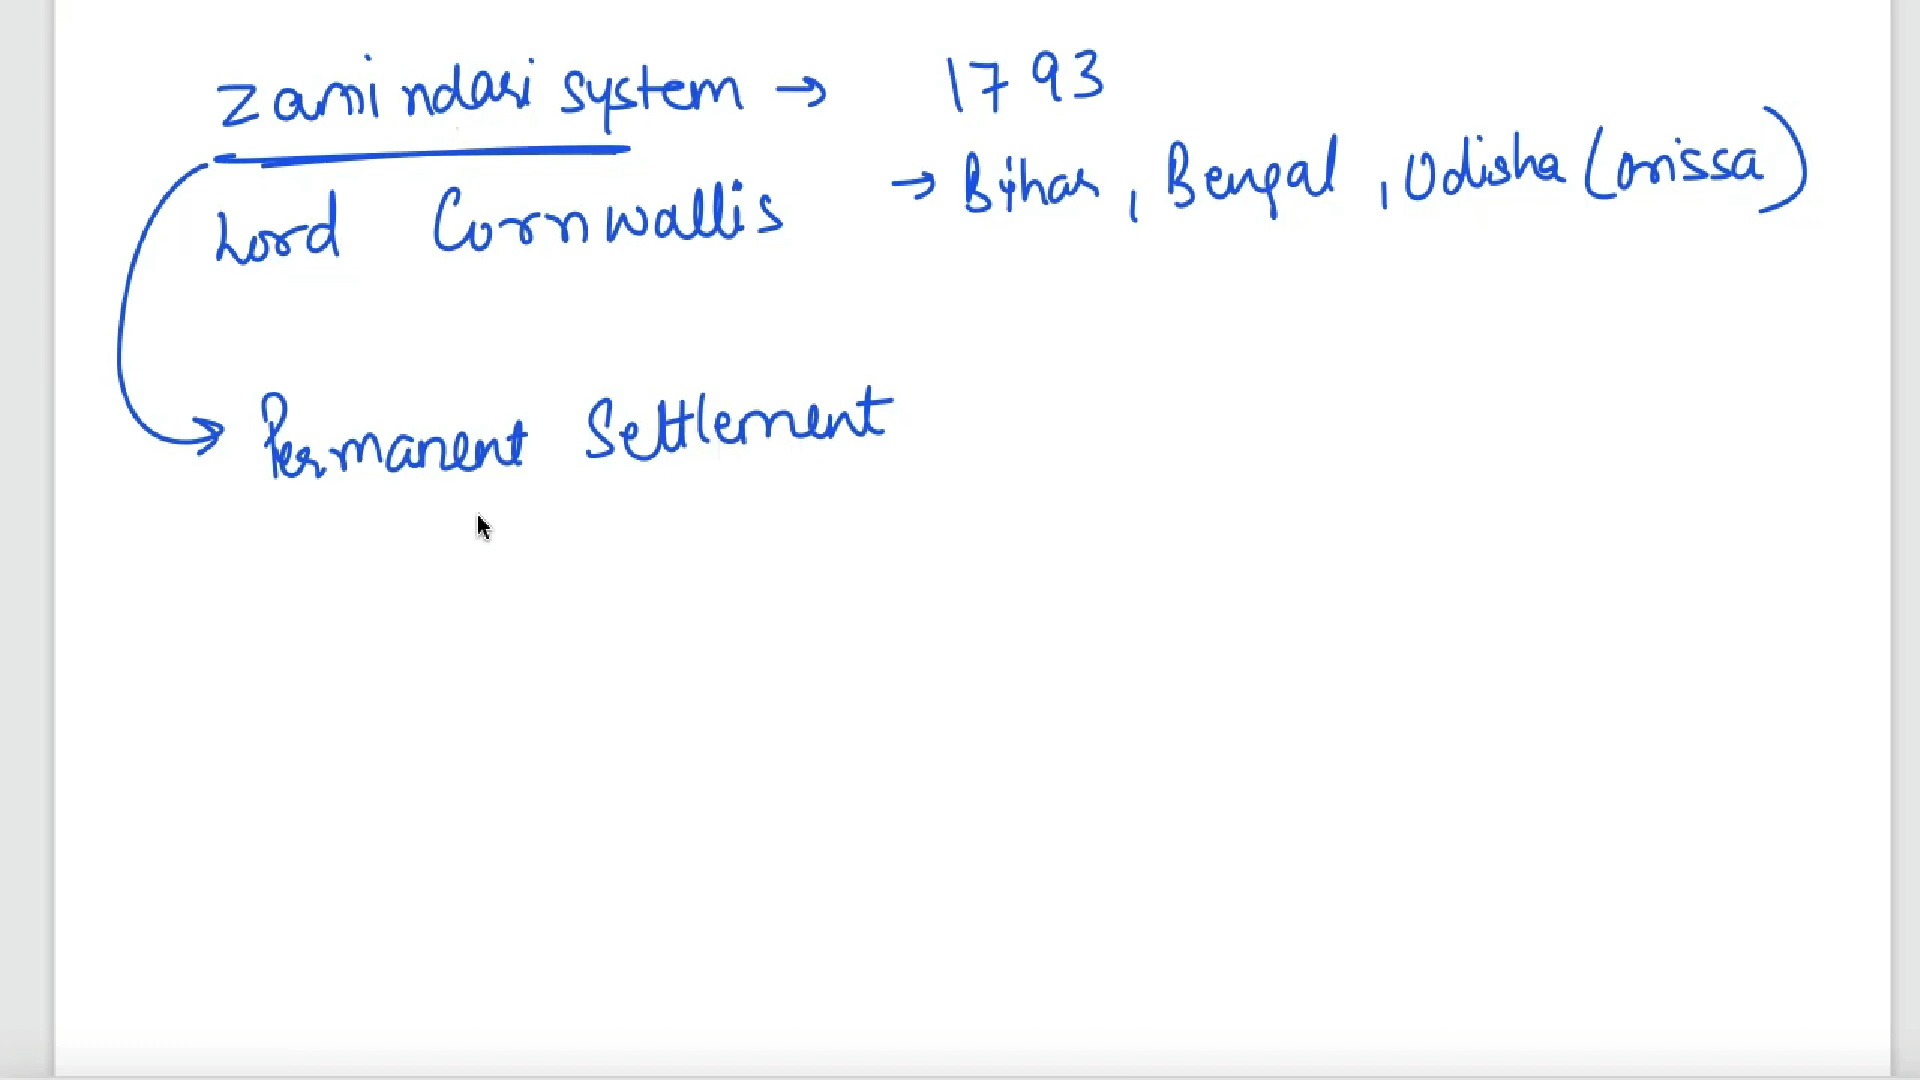 Zamindari system → 1793
Lord Cornwallis → Bihar, Bengal, Odisha (orissa)
→ Permanent Settlement